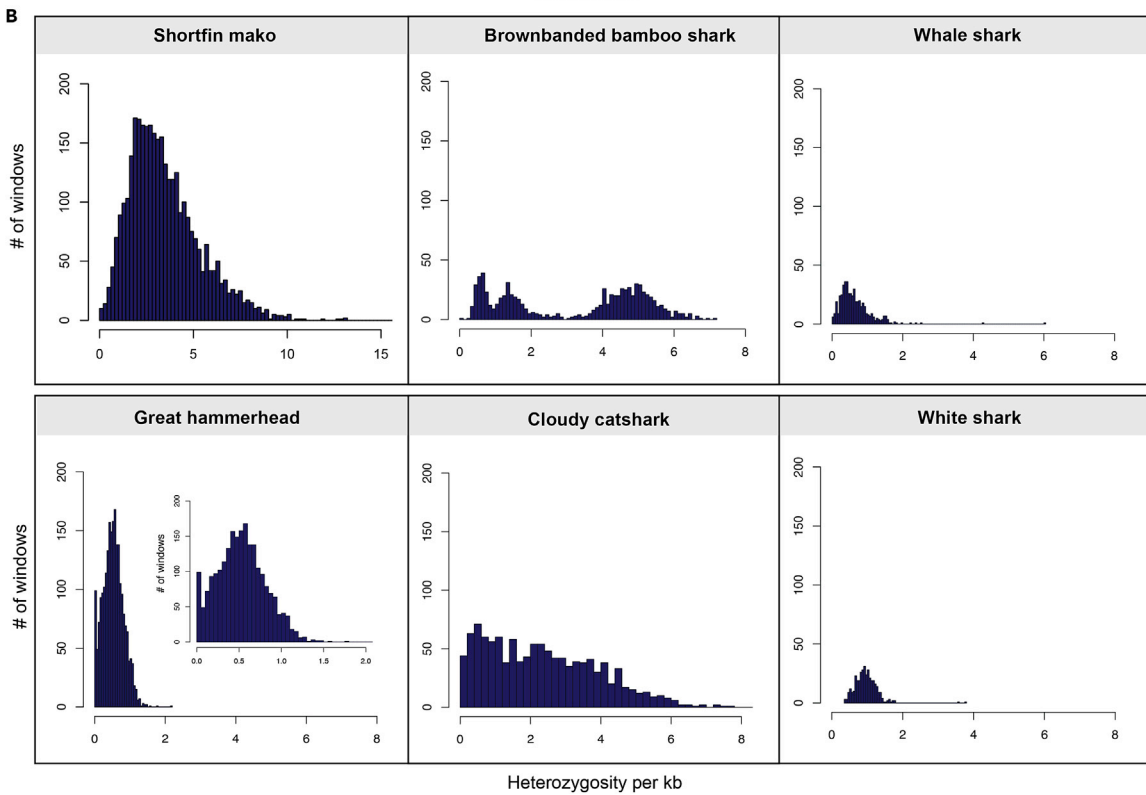 B
Shortfin mako
Brownbanded bamboo shark
Whale shark
# of windows
200
150
100
50
0
0 5 10 15
200
150
100
50
0
0 2 4 6 8
200
150
100
50
0
0 2 4 6 8
Great hammerhead
Cloudy catshark
White shark
# of windows
200
150
100
50
0
0 2 4 6 8
# of windows
200
150
100
50
0
0.0 0.5 1.0 1.5 2.0
200
150
100
50
0
0 2 4 6 8
200
150
100
50
0
0 2 4 6 8
Heterozygosity per kb